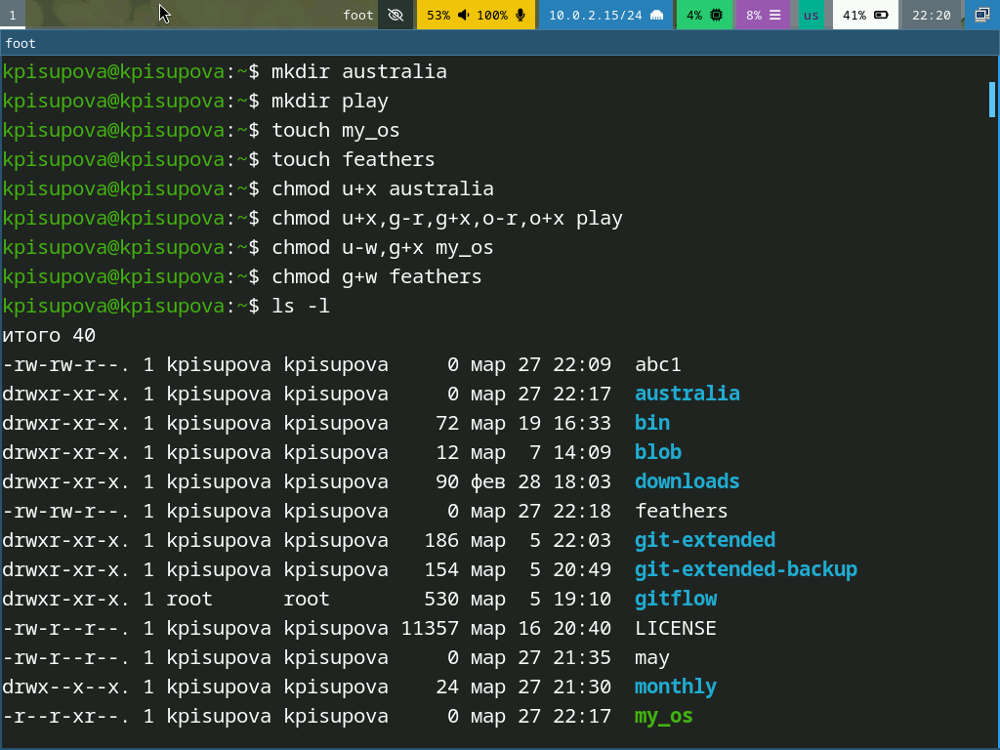 1 foot 53% 100% 10.0.2.15/24 4% 8% us 41% 22:20
foot
kpisupova@kpisupova:~$ mkdir australia
kpisupova@kpisupova:~$ mkdir play
kpisupova@kpisupova:~$ touch my_os
kpisupova@kpisupova:~$ touch feathers
kpisupova@kpisupova:~$ chmod u+x australia
kpisupova@kpisupova:~$ chmod u+x,g-r,g+x,o-r,o+x play
kpisupova@kpisupova:~$ chmod u-w,g+x my_os
kpisupova@kpisupova:~$ chmod g+w feathers
kpisupova@kpisupova:~$ ls -l
итого 40
-rw-rw-r--. 1 kpisupova kpisupova     0 мар 27 22:09  abc1
drwxr-xr-x. 1 kpisupova kpisupova     0 мар 27 22:17  australia
drwxr-xr-x. 1 kpisupova kpisupova    72 мар 19 16:33  bin
drwxr-xr-x. 1 kpisupova kpisupova    12 мар  7 14:09  blob
drwxr-xr-x. 1 kpisupova kpisupova    90 фев 28 18:03  downloads
-rw-rw-r--. 1 kpisupova kpisupova     0 мар 27 22:18  feathers
drwxr-xr-x. 1 kpisupova kpisupova   186 мар  5 22:03  git-extended
drwxr-xr-x. 1 kpisupova kpisupova   154 мар  5 20:49  git-extended-backup
drwxr-xr-x. 1 root      root        530 мар  5 19:10  gitflow
-rw-r--r--. 1 kpisupova kpisupova 11357 мар 16 20:40  LICENSE
-rw-r--r--. 1 kpisupova kpisupova     0 мар 27 21:35  may
drwx--x--x. 1 kpisupova kpisupova    24 мар 27 21:30  monthly
-r--r-xr--. 1 kpisupova kpisupova     0 мар 27 22:17  my_os